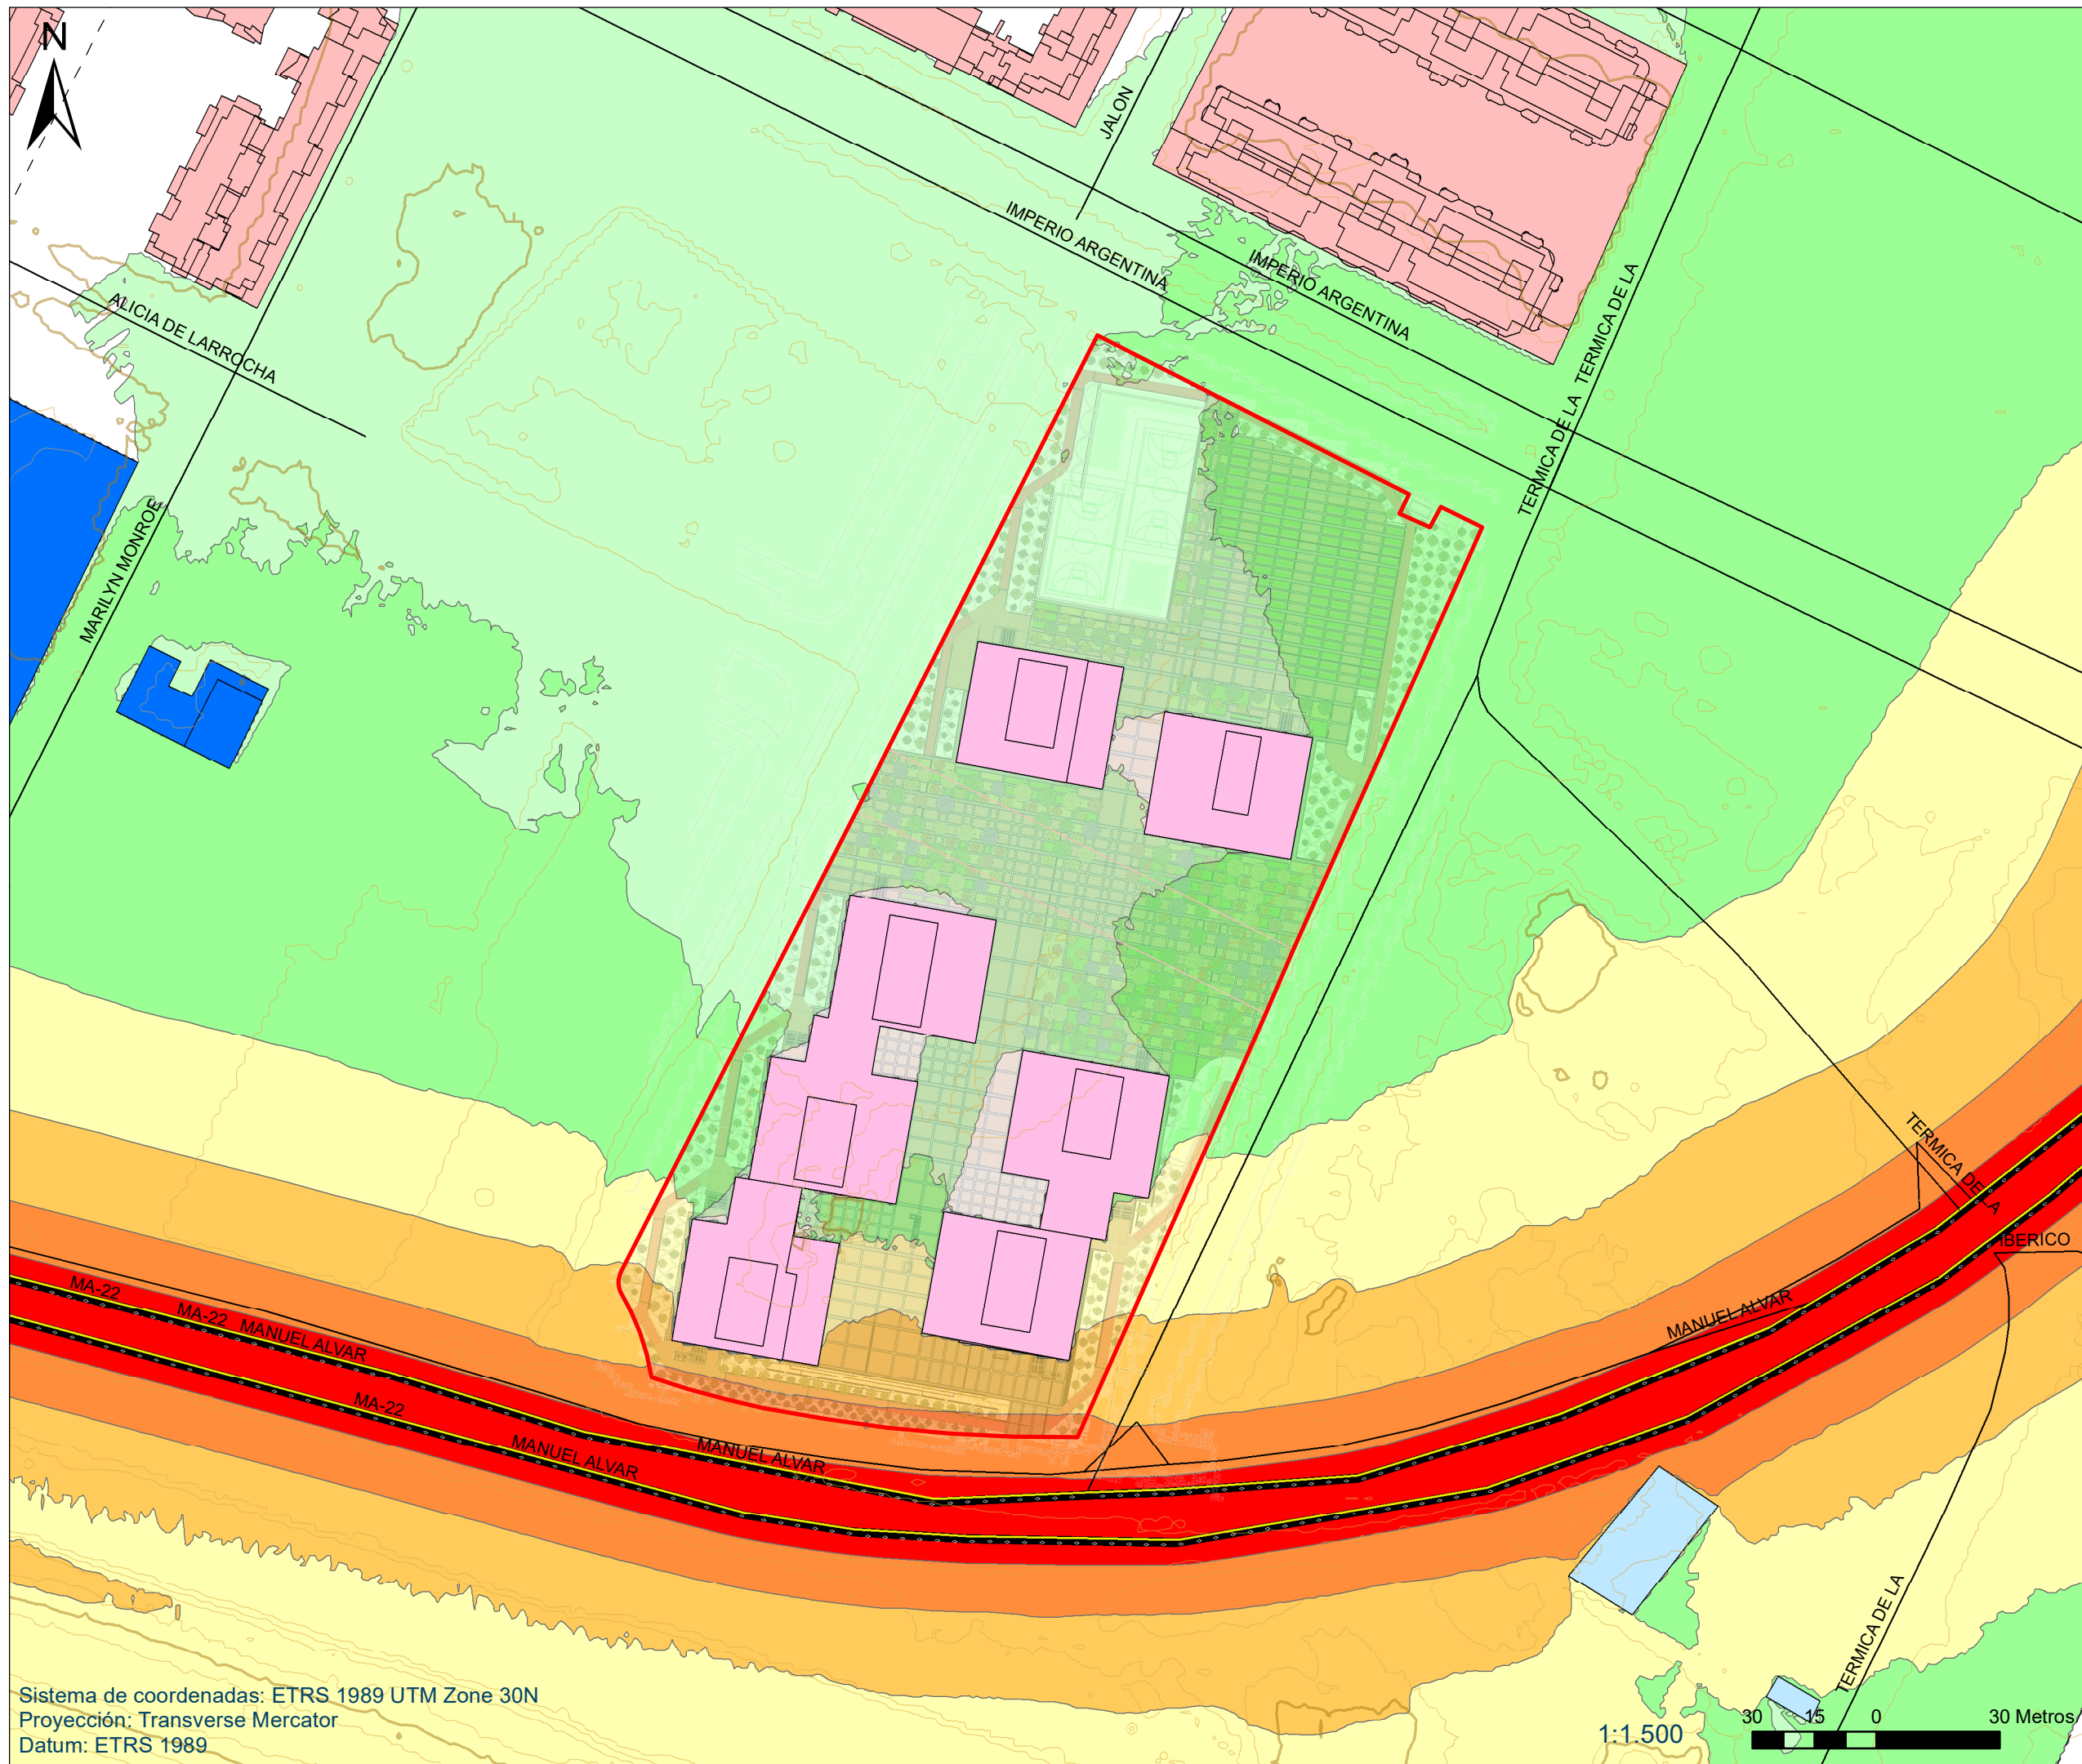 N
JALON
IMPERIO ARGENTINA
IMPERIO ARGENTINA
TERMICA DE LA
TERMICA DE LA
ALICIA DE LARROCHA
MARILYN MONROE
TERMICA DE LA
IBERICO
MANUEL ALVAR
MA-22
MA-22
MANUEL ALVAR
MA-22
MANUEL ALVAR
MANUEL ALVAR
TERMICA DE LA
Sistema de coordenadas: ETRS 1989 UTM Zone 30N
Proyección: Transverse Mercator
Datum: ETRS 1989
1:1.500
30 15 0 30 Metros